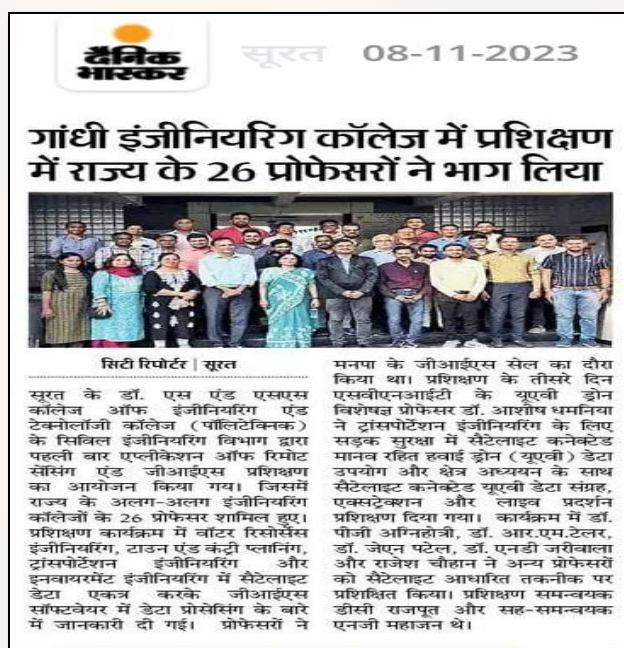 दैनिक
भास्कर
सूरत 08-11-2023
गांधी इंजीनियरिंग कॉलेज में प्रशिक्षण
में राज्य के 26 प्रोफेसरों ने भाग लिया
सिटी रिपोर्टर | सूरत
सूरत के डॉ. एस एंड एसएस
कॉलेज ऑफ इंजीनियरिंग एंड
टेक्नोलॉजी कॉलेज (पॉलिटेक्निक)
के सिविल इंजीनियरिंग विभाग द्वारा
पहली बार एप्लीकेशन ऑफ रिमोट
सेंसिंग एंड जीआईएस प्रशिक्षण
का आयोजन किया गय। जिसमें
राज्य के अलग-अलग इंजीनियरिंग
कॉलेजों के 26 प्रोफेसर शामिल हुए।
प्रशिक्षण कार्यक्रम में वॉटर रिसोर्सेस
इंजीनियरिंग, टाउन एंड कंट्री प्लानिंग,
ट्रांसपोर्टेशन इंजीनियरिंग और
इनवायरमेंट इंजीनियरिंग में सैटेलाइट
डेटा एकत्र करके जीआईएस
सॉफ्टवेयर में डेटा प्रोसेसिंग के बारे
में जानकारी दी गई। प्रोफेसरों ने
मनपा के जीआईएस सेल का दौरा
किया था। प्रशिक्षण के तीसरे दिन
एसवीएनआईटी के यूएवी ड्रोन
विशेषज्ञ प्रोफेसर डॉ. आशीष धमनिया
ने ट्रांसपोर्टेशन इंजीनियरिंग के लिए
सड़क सुरक्षा में सैटेलाइट कनेक्टेड
मानव रहित हवाई ड्रोन (यूएवी) डेटा
उपयोग और क्षेत्र अध्ययन के साथ
सैटेलाइट कनेक्टेड यूएवी डेटा संग्रह,
एक्सट्रेक्शन और लाइव प्रदर्शन
प्रशिक्षण दिया गया। कार्यक्रम में डॉ.
पीजी अग्निहोत्री, डॉ. आर.एम.टेलर,
डॉ. जेएन पटेल, डॉ. एनडी जरीवाला
और राजेश चौहान ने अन्य प्रोफेसरों
को सैटेलाइट आधारित तकनीक पर
प्रशिक्षित किया। प्रशिक्षण समन्वयक
डीसी राजपूत और सह-समन्वयक
एनजी महाजन थे।